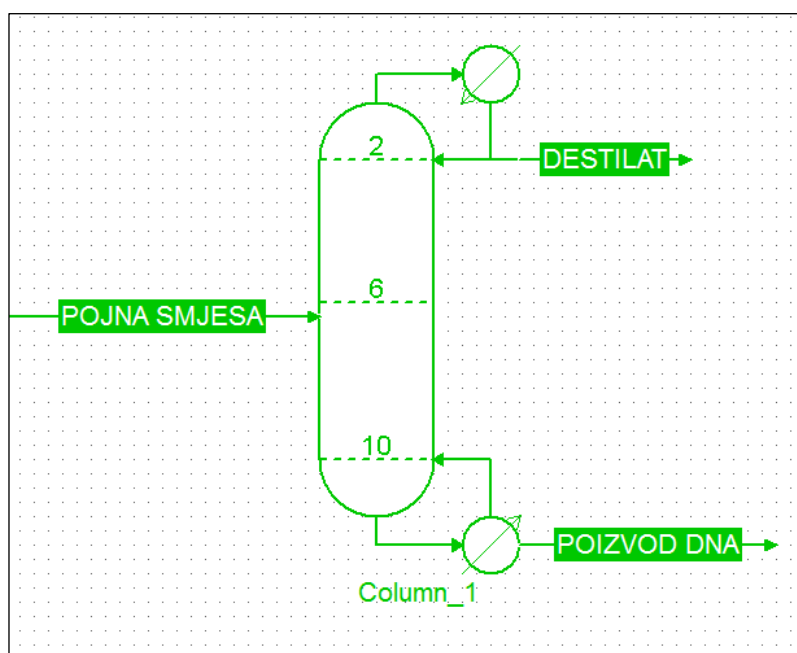 2
DESTILAT
6
POJNA SMJESA
10
POIZVOD DNA
Column_1